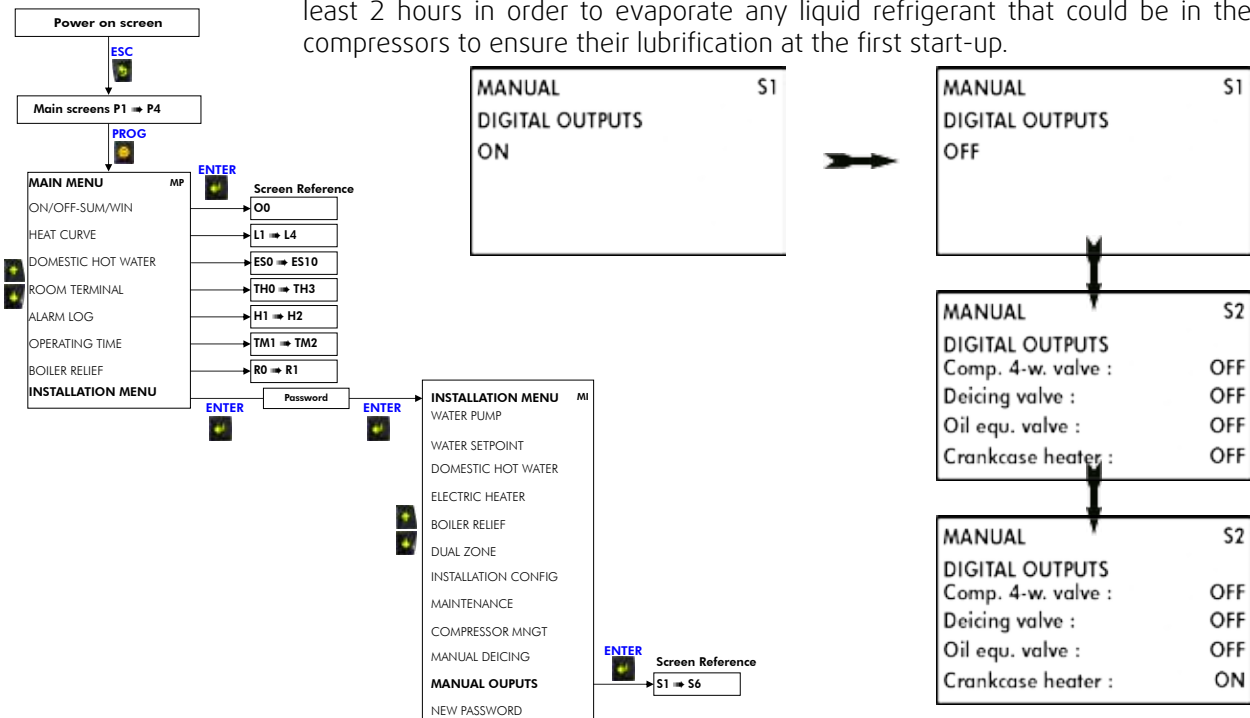 least 2 hours in order to evaporate any liquid refrigerant that could be in the
compressors to ensure their lubrification at the first start-up.
Power on screen
ESC
Main screens P1 ➠ P4
PROG
MAIN MENU MP
ON/OFF-SUM/WIN
HEAT CURVE
DOMESTIC HOT WATER
ROOM TERMINAL
ALARM LOG
OPERATING TIME
BOILER RELIEF
INSTALLATION MENU
ENTER
Screen Reference
O0
L1 ➠ L4
ES0 ➠ ES10
TH0 ➠ TH3
H1 ➠ H2
TM1 ➠ TM2
R0 ➠ R1
ENTER
Password
ENTER
INSTALLATION MENU MI
WATER PUMP
WATER SETPOINT
DOMESTIC HOT WATER
ELECTRIC HEATER
BOILER RELIEF
DUAL ZONE
INSTALLATION CONFIG
MAINTENANCE
COMPRESSOR MNGT
MANUAL DEICING
MANUAL OUPUTS
NEW PASSWORD
ENTER
Screen Reference
S1 ➠ S6
MANUAL S1
DIGITAL OUTPUTS
ON
MANUAL S1
DIGITAL OUTPUTS
OFF
MANUAL S2
DIGITAL OUTPUTS
Comp. 4-w. valve : OFF
Deicing valve : OFF
Oil equ. valve : OFF
Crankcase heater : OFF
MANUAL S2
DIGITAL OUTPUTS
Comp. 4-w. valve : OFF
Deicing valve : OFF
Oil equ. valve : OFF
Crankcase heater : ON